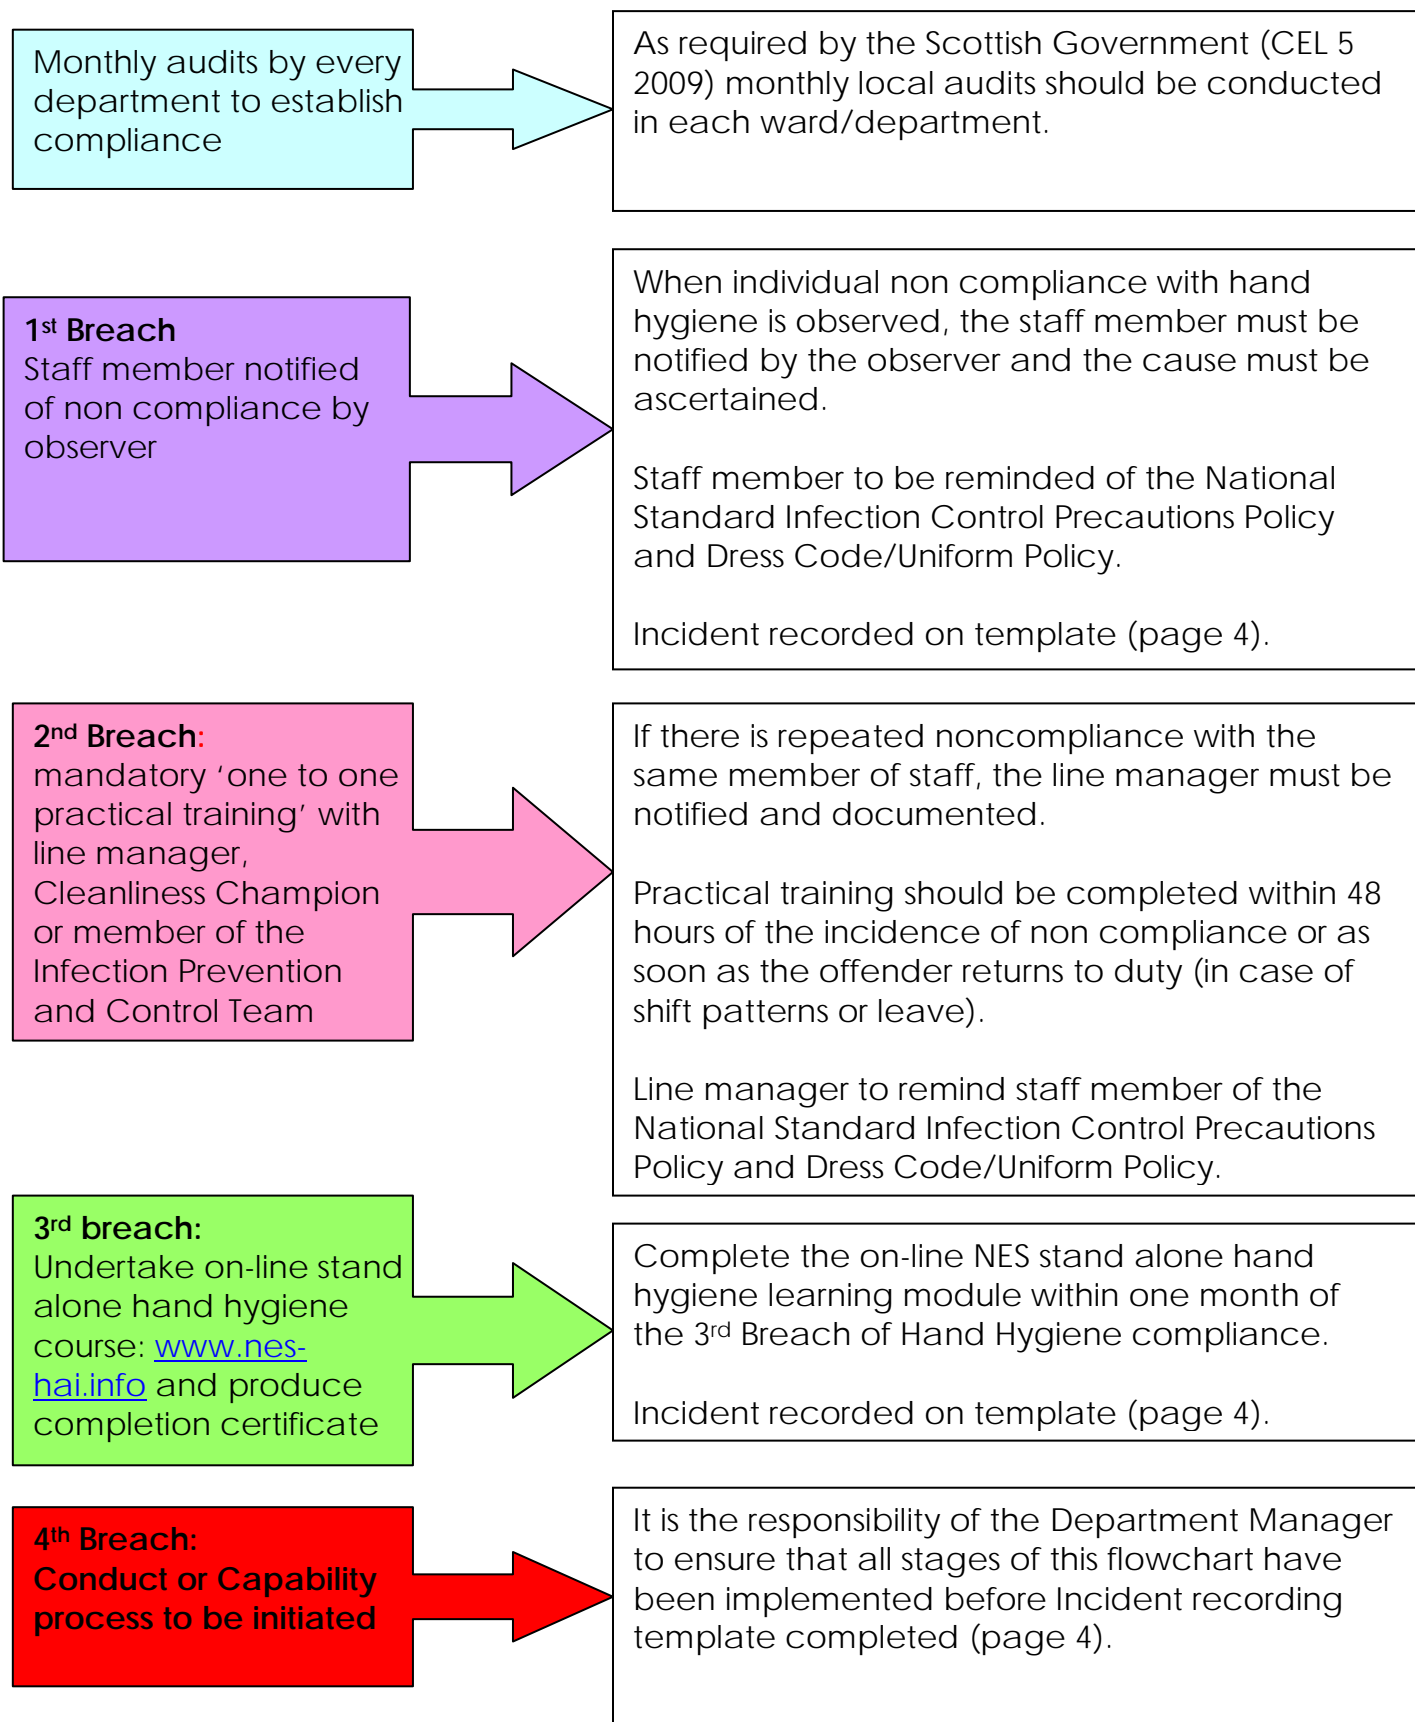 Monthly audits by every
department to establish
compliance
As required by the Scottish Government (CEL 5
2009) monthly local audits should be conducted
in each ward/department.
1st Breach
Staff member notified
of non compliance by
observer
When individual non compliance with hand
hygiene is observed, the staff member must be
notified by the observer and the cause must be
ascertained.
Staff member to be reminded of the National
Standard Infection Control Precautions Policy
and Dress Code/Uniform Policy.
Incident recorded on template (page 4).
2nd Breach:
mandatory ‘one to one
practical training’ with
line manager,
Cleanliness Champion
or member of the
Infection Prevention
and Control Team
If there is repeated noncompliance with the
same member of staff, the line manager must be
notified and documented.
Practical training should be completed within 48
hours of the incidence of non compliance or as
soon as the offender returns to duty (in case of
shift patterns or leave).
Line manager to remind staff member of the
National Standard Infection Control Precautions
Policy and Dress Code/Uniform Policy.
3rd breach:
Undertake on-line stand
alone hand hygiene
course: www.nes-
hai.info and produce
completion certificate
Complete the on-line NES stand alone hand
hygiene learning module within one month of
the 3rd Breach of Hand Hygiene compliance.
Incident recorded on template (page 4).
4th Breach:
Conduct or Capability
process to be initiated
It is the responsibility of the Department Manager
to ensure that all stages of this flowchart have
been implemented before Incident recording
template completed (page 4).